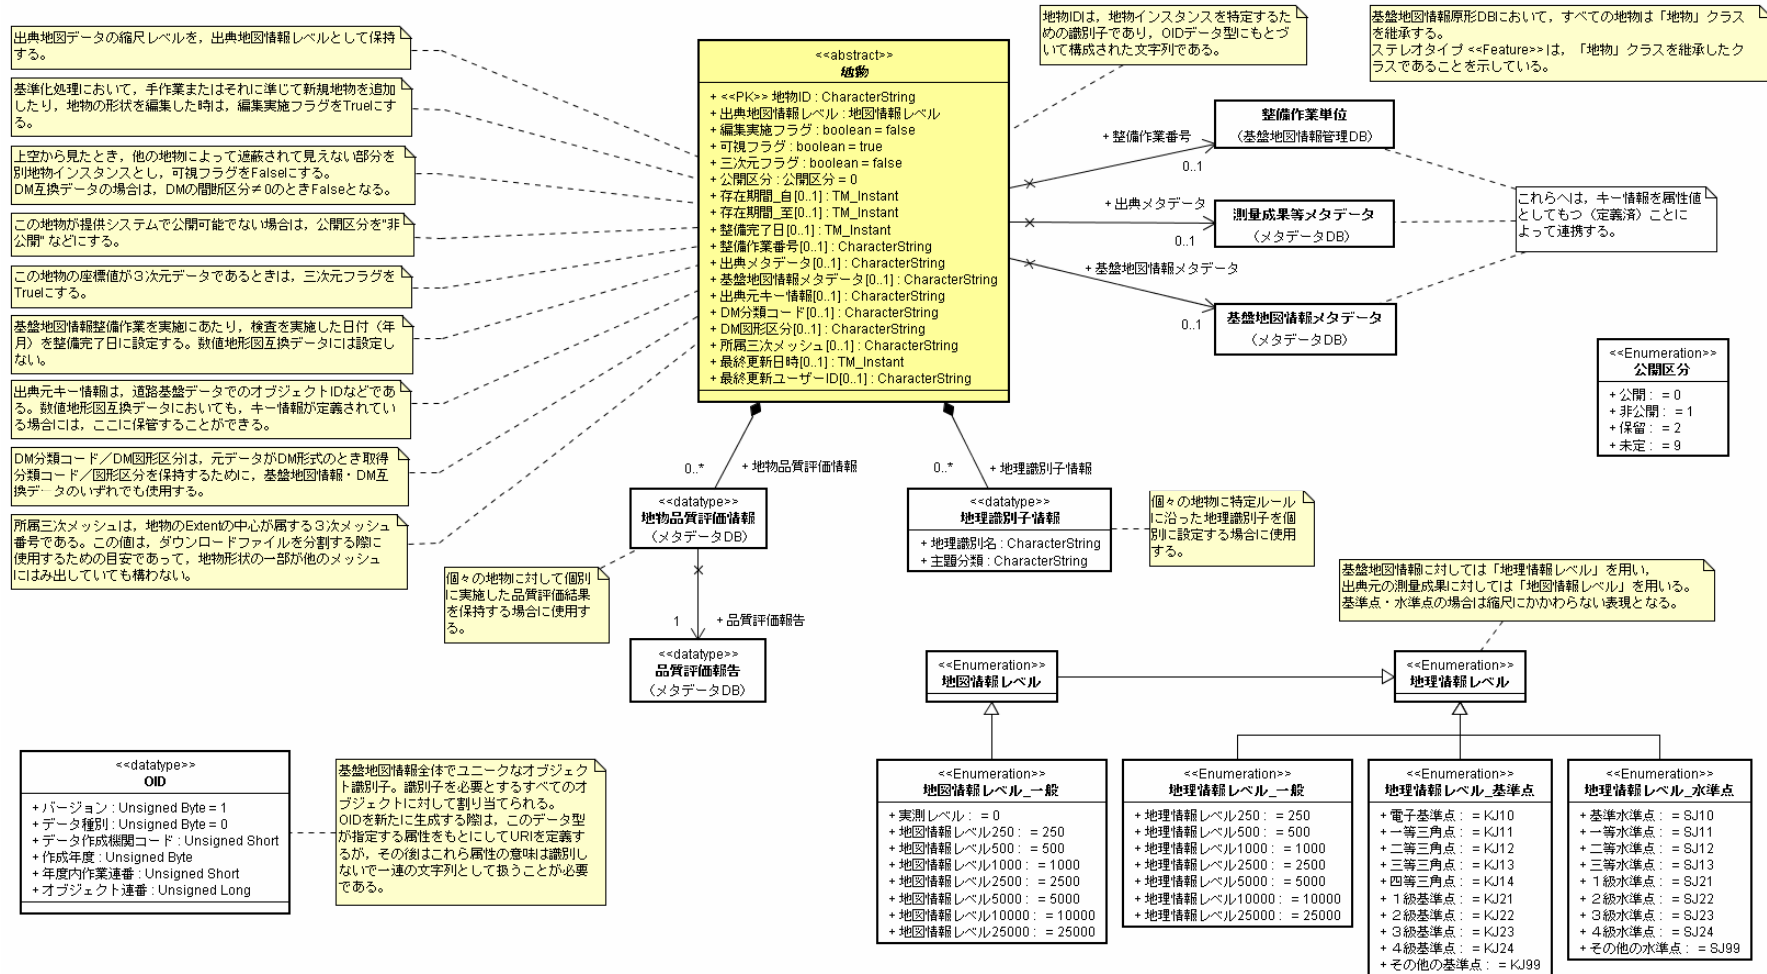 出典地図データの縮尺レベルを，出典地図情報レベルとして保持
する。
基準化処理において，手作業またはそれに準じて新規地物を追加
したり，地物の形状を編集した時は，編集実施フラグをTrueにす
る。
上空から見たとき，他の地物によって遮蔽されて見えない部分を
別地物インスタンスとし，可視フラグをFalseにする。
DM互換データの場合は，DMの間断区分≠0のときFalseとなる。
この地物が提供システムで公開可能でない場合は，公開区分を"非
公開" などにする。
この地物の座標値が３次元データであるときは，三次元フラグを
Trueにする。
基盤地図情報整備作業を実施にあたり，検査を実施した日付（年
月）を整備完了日に設定する。数値地形図互換データには設定し
ない。
出典元キー情報は，道路基盤データでのオブジェクトIDなどであ
る。数値地形図互換データにおいても，キー情報が定義されてい
る場合には，ここに保管することができる。
DM分類コード／DM図形区分は，元データがDM形式のとき取得
分類コード／図形区分を保持するために，基盤地図情報・DM互
換データのいずれでも使用する。
所属三次メッシュは，地物のExtentの中心が属する３次メッシュ
番号である。この値は，ダウンロードファイルを分割する際に
使用するための目安であって，地物形状の一部が他のメッシュ
にはみ出していても構わない。
<<abstract>>
地物
+ <<PK>> 地物ID : CharacterString
+ 出典地図情報レベル : 地図情報レベル
+ 編集実施フラグ : boolean = false
+ 可視フラグ : boolean = true
+ 三次元フラグ : boolean = false
+ 公開区分 : 公開区分 = 0
+ 存在期間_自[0..1] : TM_Instant
+ 存在期間_至[0..1] : TM_Instant
+ 整備完了日[0..1] : TM_Instant
+ 整備作業番号[0..1] : CharacterString
+ 出典メタデータ[0..1] : CharacterString
+ 基盤地図情報メタデータ[0..1] : CharacterString
+ 出典元キー情報[0..1] : CharacterString
+ DM分類コード[0..1] : CharacterString
+ DM図形区分[0..1] : CharacterString
+ 所属三次メッシュ[0..1] : CharacterString
+ 最終更新日時[0..1] : TM_Instant
+ 最終更新ユーザーID[0..1] : CharacterString
地物IDは，地物インスタンスを特定するた
めの識別子であり，OIDデータ型にもとづ
いて構成された文字列である。
基盤地図情報原形DBにおいて，すべての地物は「地物」クラス
を継承する。
ステレオタイプ <<Feature>> は，「地物」クラスを継承したク
ラスであることを示している。
+ 整備作業番号
0..1
整備作業単位
（基盤地図情報管理DB）
+ 出典メタデータ
0..1
測量成果等メタデータ
（メタデータDB）
+ 基盤地図情報メタデータ
0..1
基盤地図情報メタデータ
（メタデータDB）
これらへは，キー情報を属性値
としてもつ（定義済）ことに
よって連携する。
<<Enumeration>>
公開区分
+ 公開 : = 0
+ 非公開 : = 1
+ 保留 : = 2
+ 未定 : = 9
0..*
+ 地物品質評価情報
0..*
+ 地理識別子情報
<<datatype>>
地物品質評価情報
（メタデータDB）
<<datatype>>
地理識別子情報
+ 地理識別名 : CharacterString
+ 主題分類 : CharacterString
個々の地物に特定ルール
に沿った地理識別子を個
別に設定する場合に使用
する。
個々の地物に対して個別
に実施した品質評価結果
を保持する場合に使用す
る。
1
+ 品質評価報告
<<datatype>>
品質評価報告
（メタデータDB）
基盤地図情報に対しては「地理情報レベル」を用い，
出典元の測量成果に対しては「地図情報レベル」を用いる。
基準点・水準点の場合は縮尺にかかわらない表現となる。
<<Enumeration>>
地図情報レベル
<<Enumeration>>
地理情報レベル
<<datatype>>
OID
+ バージョン : Unsigned Byte = 1
+ データ種別 : Unsigned Byte = 0
+ データ作成機関コード : Unsigned Short
+ 作成年度 : Unsigned Byte
+ 年度内作業連番 : Unsigned Short
+ オブジェクト連番 : Unsigned Long
基盤地図情報全体でユニークなオブジェク
ト識別子。識別子を必要とするすべてのオ
ブジェクトに対して割り当てられる。
OIDを新たに生成する際は，このデータ型
が指定する属性をもとにしてURIを定義す
るが，その後はこれら属性の意味は識別し
ないで一連の文字列として扱うことが必要
である。
<<Enumeration>>
地図情報レベル_一般
+ 実測レベル : = 0
+ 地図情報レベル250 : = 250
+ 地図情報レベル500 : = 500
+ 地図情報レベル1000 : = 1000
+ 地図情報レベル2500 : = 2500
+ 地図情報レベル5000 : = 5000
+ 地図情報レベル10000 : = 10000
+ 地図情報レベル25000 : = 25000
<<Enumeration>>
地理情報レベル_一般
+ 地理情報レベル250 : = 250
+ 地理情報レベル500 : = 500
+ 地理情報レベル1000 : = 1000
+ 地理情報レベル2500 : = 2500
+ 地理情報レベル5000 : = 5000
+ 地理情報レベル10000 : = 10000
+ 地理情報レベル25000 : = 25000
<<Enumeration>>
地理情報レベル_基準点
+ 電子基準点 : = KJ10
+ 一等三角点 : = KJ11
+ 二等三角点 : = KJ12
+ 三等三角点 : = KJ13
+ 四等三角点 : = KJ14
+ １級基準点 : = KJ21
+ ２級基準点 : = KJ22
+ ３級基準点 : = KJ23
+ ４級基準点 : = KJ24
+ その他の基準点 : = KJ99
<<Enumeration>>
地理情報レベル_水準点
+ 基準水準点 : = SJ10
+ 一等水準点 : = SJ11
+ 二等水準点 : = SJ12
+ 三等水準点 : = SJ13
+ １級水準点 : = SJ21
+ ２級水準点 : = SJ22
+ ３級水準点 : = SJ23
+ ４級水準点 : = SJ24
+ その他の水準点 : = SJ99